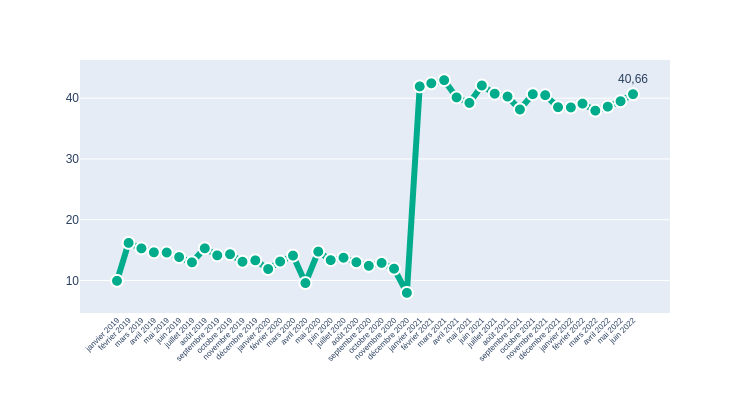 40,66
40
30
20
10
janvier 2019
février 2019
mars 2019
avril 2019
mai 2019
juin 2019
juillet 2019
août 2019
septembre 2019
octobre 2019
novembre 2019
décembre 2019
janvier 2020
février 2020
mars 2020
avril 2020
mai 2020
juin 2020
juillet 2020
août 2020
septembre 2020
octobre 2020
novembre 2020
décembre 2020
janvier 2021
février 2021
mars 2021
avril 2021
mai 2021
juin 2021
juillet 2021
août 2021
septembre 2021
octobre 2021
novembre 2021
décembre 2021
janvier 2022
février 2022
mars 2022
avril 2022
mai 2022
juin 2022